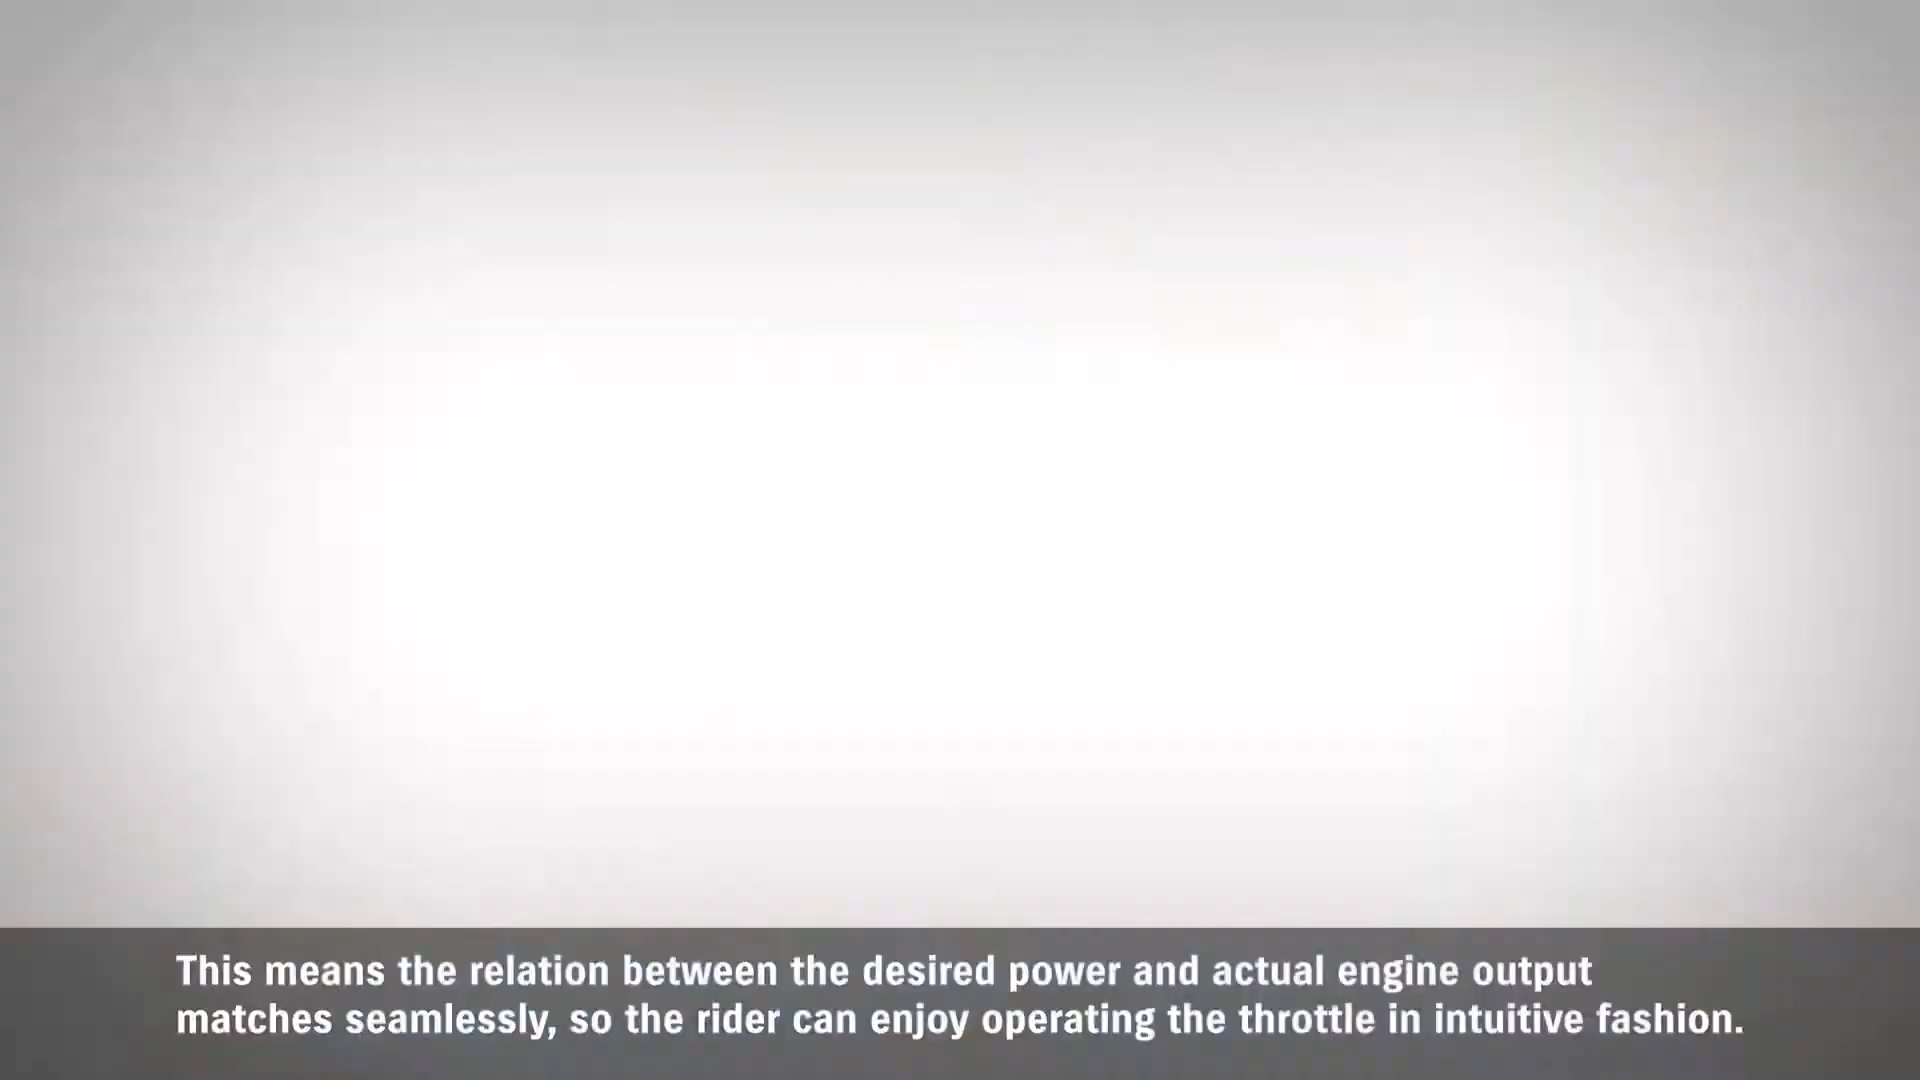 This means the relation between the desired power and actual engine output
matches seamlessly, so the rider can enjoy operating the throttle in intuitive fashion.